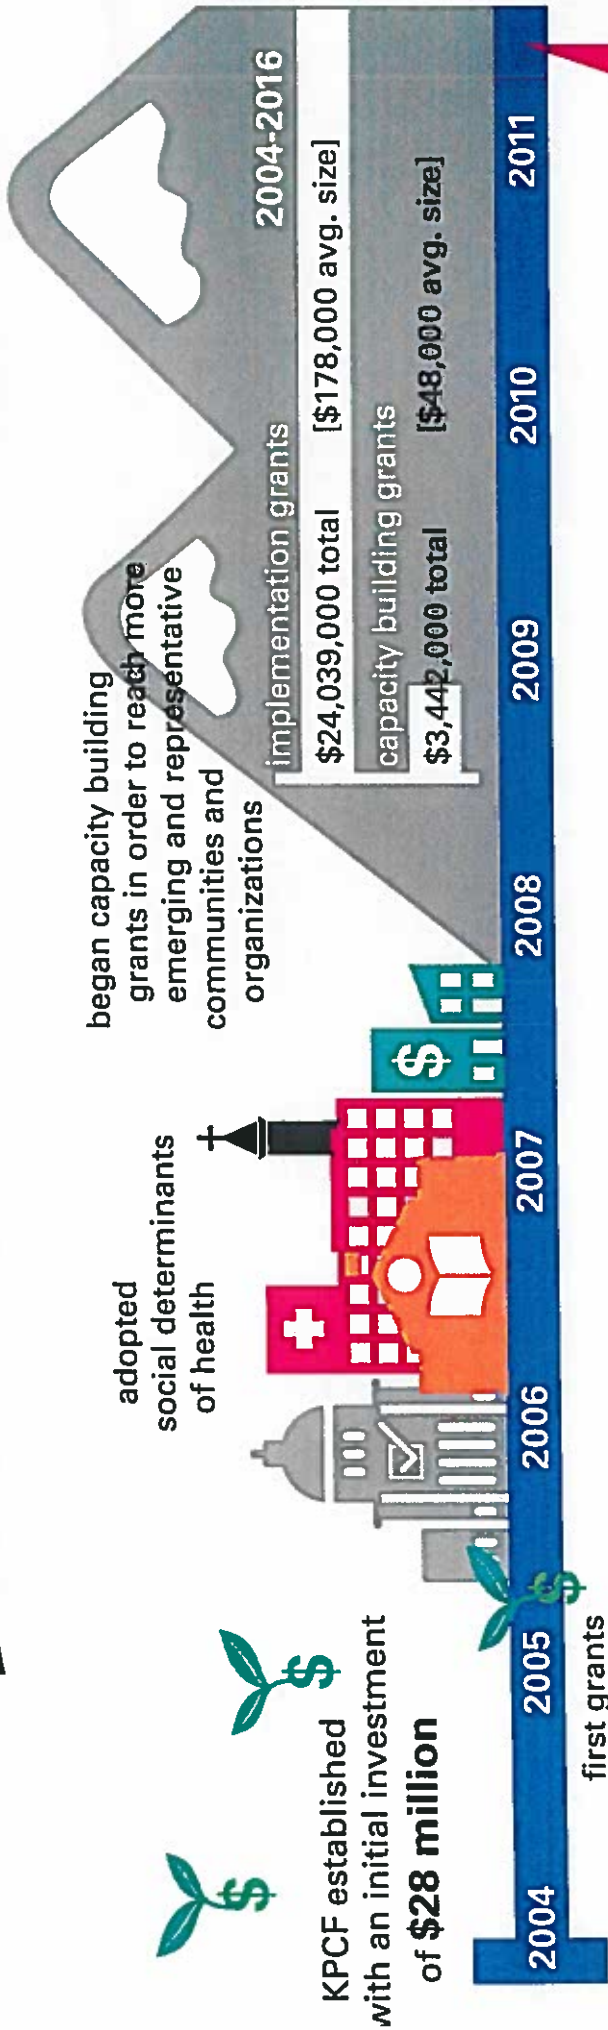 KPCF established
with an initial investment
of $28 million
first grants
adopted
social determinants
of health
began capacity building
grants in order to reach more
emerging and representative
communities and
organizations
2004-2016
implementation grants
$24,039,000 total [$178,000 avg. size]
capacity building grants
$3,442,000 total [$48,000 avg. size]
2004 2005 2006 2007 2008 2009 2010 2011
$
$
$
$